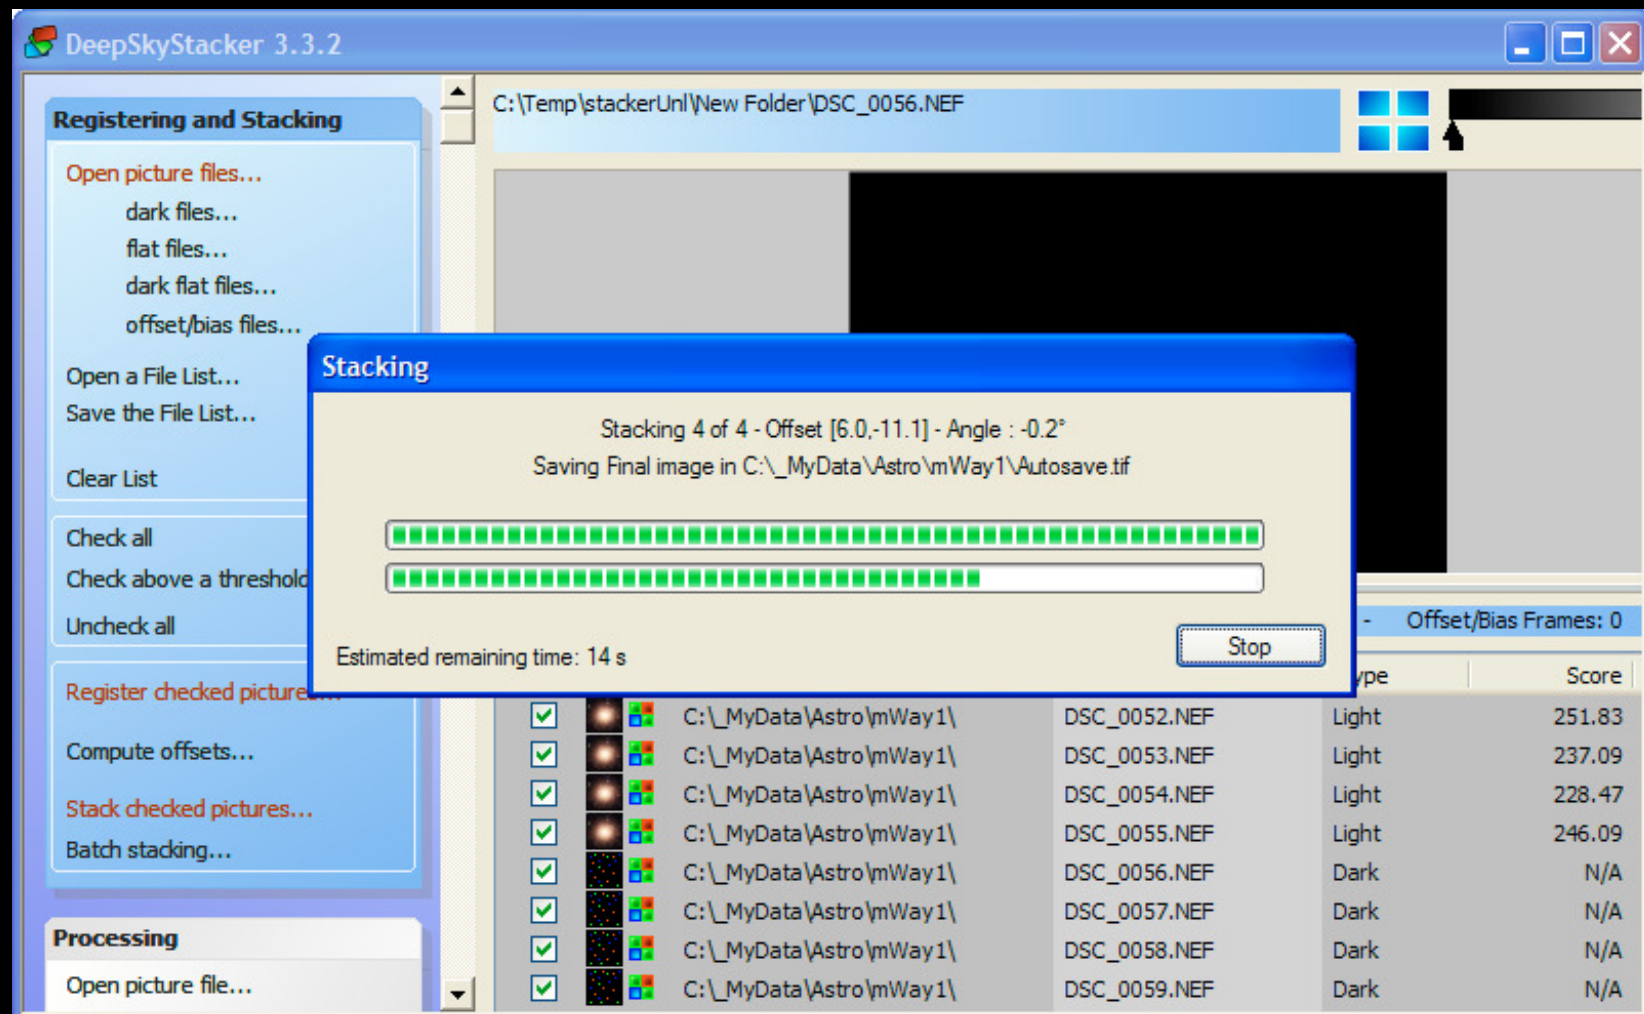 DeepSkyStacker 3.3.2
Registering and Stacking
Open picture files...
dark files...
flat files...
dark flat files...
offset/bias files...
Open a File List...
Save the File List...
Clear List
Check all
Check above a threshold
Uncheck all
Register checked pictures...
Compute offsets...
Stack checked pictures...
Batch stacking...
Processing
Open picture file...
C:\Temp\stackerUnl\New Folder\DSC_0056.NEF
Stacking
Stacking 4 of 4 - Offset [6.0,-11.1] - Angle : -0.2°
Saving Final image in C:\_MyData\Astro\mWay1\Autosave.tif
Estimated remaining time: 14 s
Stop
- Offset/Bias Frames: 0
Score
C:\_MyData\Astro\mWay1\ DSC_0052.NEF Light 251.83
C:\_MyData\Astro\mWay1\ DSC_0053.NEF Light 237.09
C:\_MyData\Astro\mWay1\ DSC_0054.NEF Light 228.47
C:\_MyData\Astro\mWay1\ DSC_0055.NEF Light 246.09
C:\_MyData\Astro\mWay1\ DSC_0056.NEF Dark N/A
C:\_MyData\Astro\mWay1\ DSC_0057.NEF Dark N/A
C:\_MyData\Astro\mWay1\ DSC_0058.NEF Dark N/A
C:\_MyData\Astro\mWay1\ DSC_0059.NEF Dark N/A